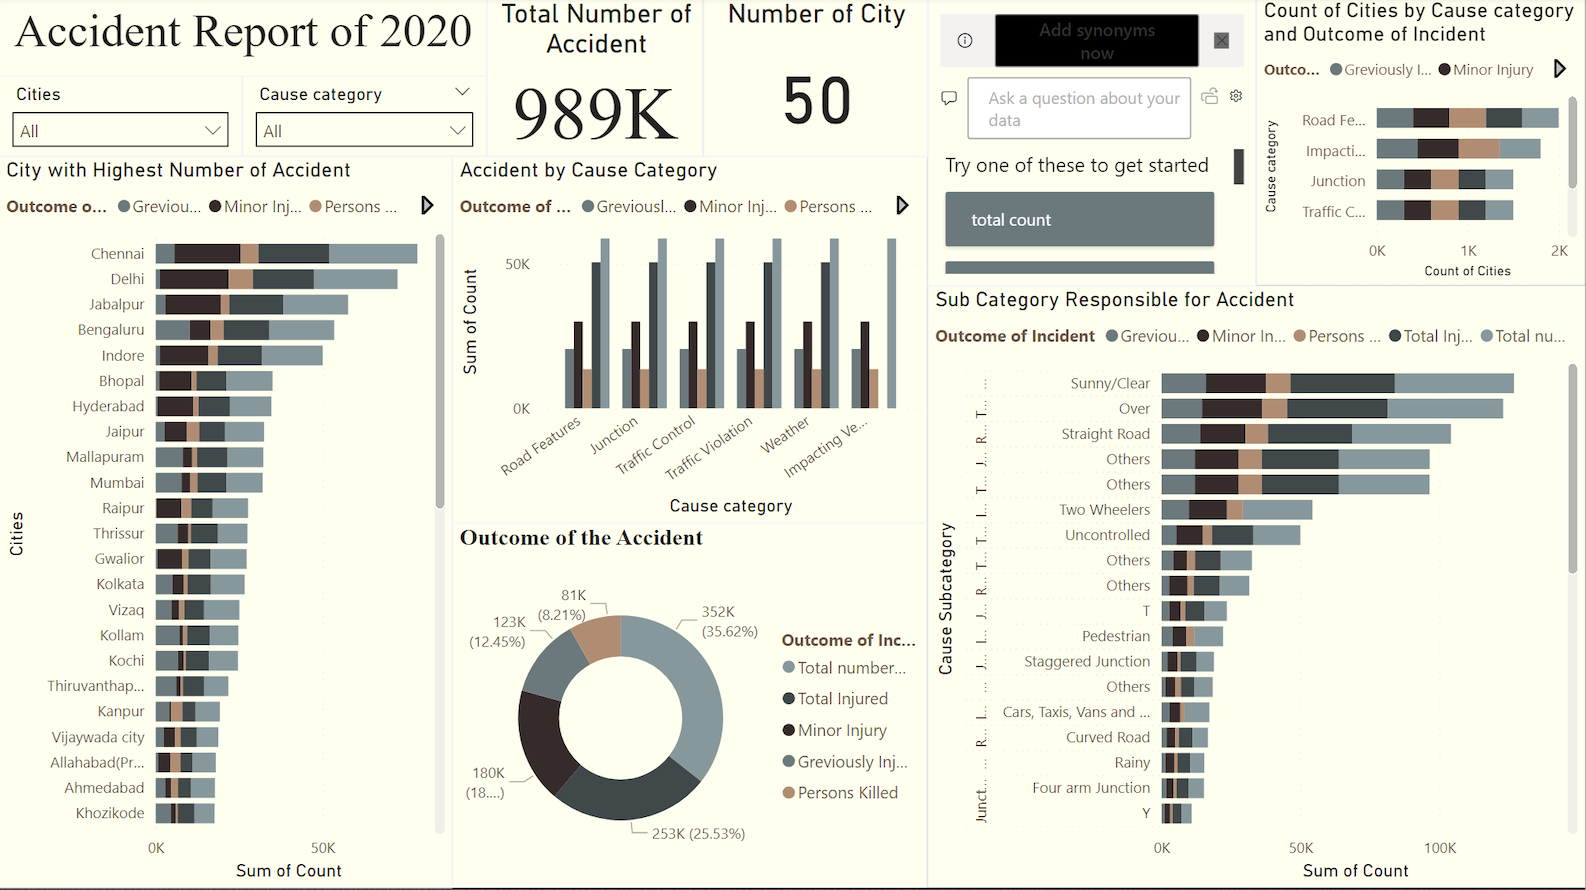 Accident Report of 2020
Cities
All
Cause category
All
Total Number of
Accident
989K
Number of City
50
Add synonyms
now
Ask a question about your
data
Try one of these to get started
total count
Count of Cities by Cause category
and Outcome of Incident
Outco... Greviously I... Minor Injury
Cause category
Road Fe...
Impacti...
Junction
Traffic C...
0K 1K 2K
Count of Cities
City with Highest Number of Accident
Outcome o... Greviou... Minor Inj... Persons ...
Cities
Chennai
Delhi
Jabalpur
Bengaluru
Indore
Bhopal
Hyderabad
Jaipur
Mallapuram
Mumbai
Raipur
Thrissur
Gwalior
Kolkata
Vizaq
Kollam
Kochi
Thiruvanthap...
Kanpur
Vijaywada city
Allahabad(Pr...
Ahmedabad
Khozikode
0K 50K
Sum of Count
Accident by Cause Category
Outcome of ... Greviousl... Minor Inj... Persons ...
Sum of Count
50K
0K
Road Features
Junction
Traffic Control
Traffic Violation
Weather
Impacting Ve...
Cause category
Outcome of the Accident
81K
(8.21%)
123K
(12.45%)
352K
(35.62%)
180K
(18....)
253K (25.53%)
Outcome of Inc...
Total number...
Total Injured
Minor Injury
Greviously Inj...
Persons Killed
Sub Category Responsible for Accident
Outcome of Incident Greviou... Minor In... Persons ... Total Inj... Total nu...
Cause Subcategory
... Sunny/Clear
T... Over
R... Straight Road
J... Others
T... Others
I... Two Wheelers
T... Uncontrolled
T... Others
R... Others
J... T
I... Pedestrian
J... Staggered Junction
... Others
I... Cars, Taxis, Vans and ...
R... Curved Road
... Rainy
Junct... Four arm Junction
Y
0K 50K 100K
Sum of Count